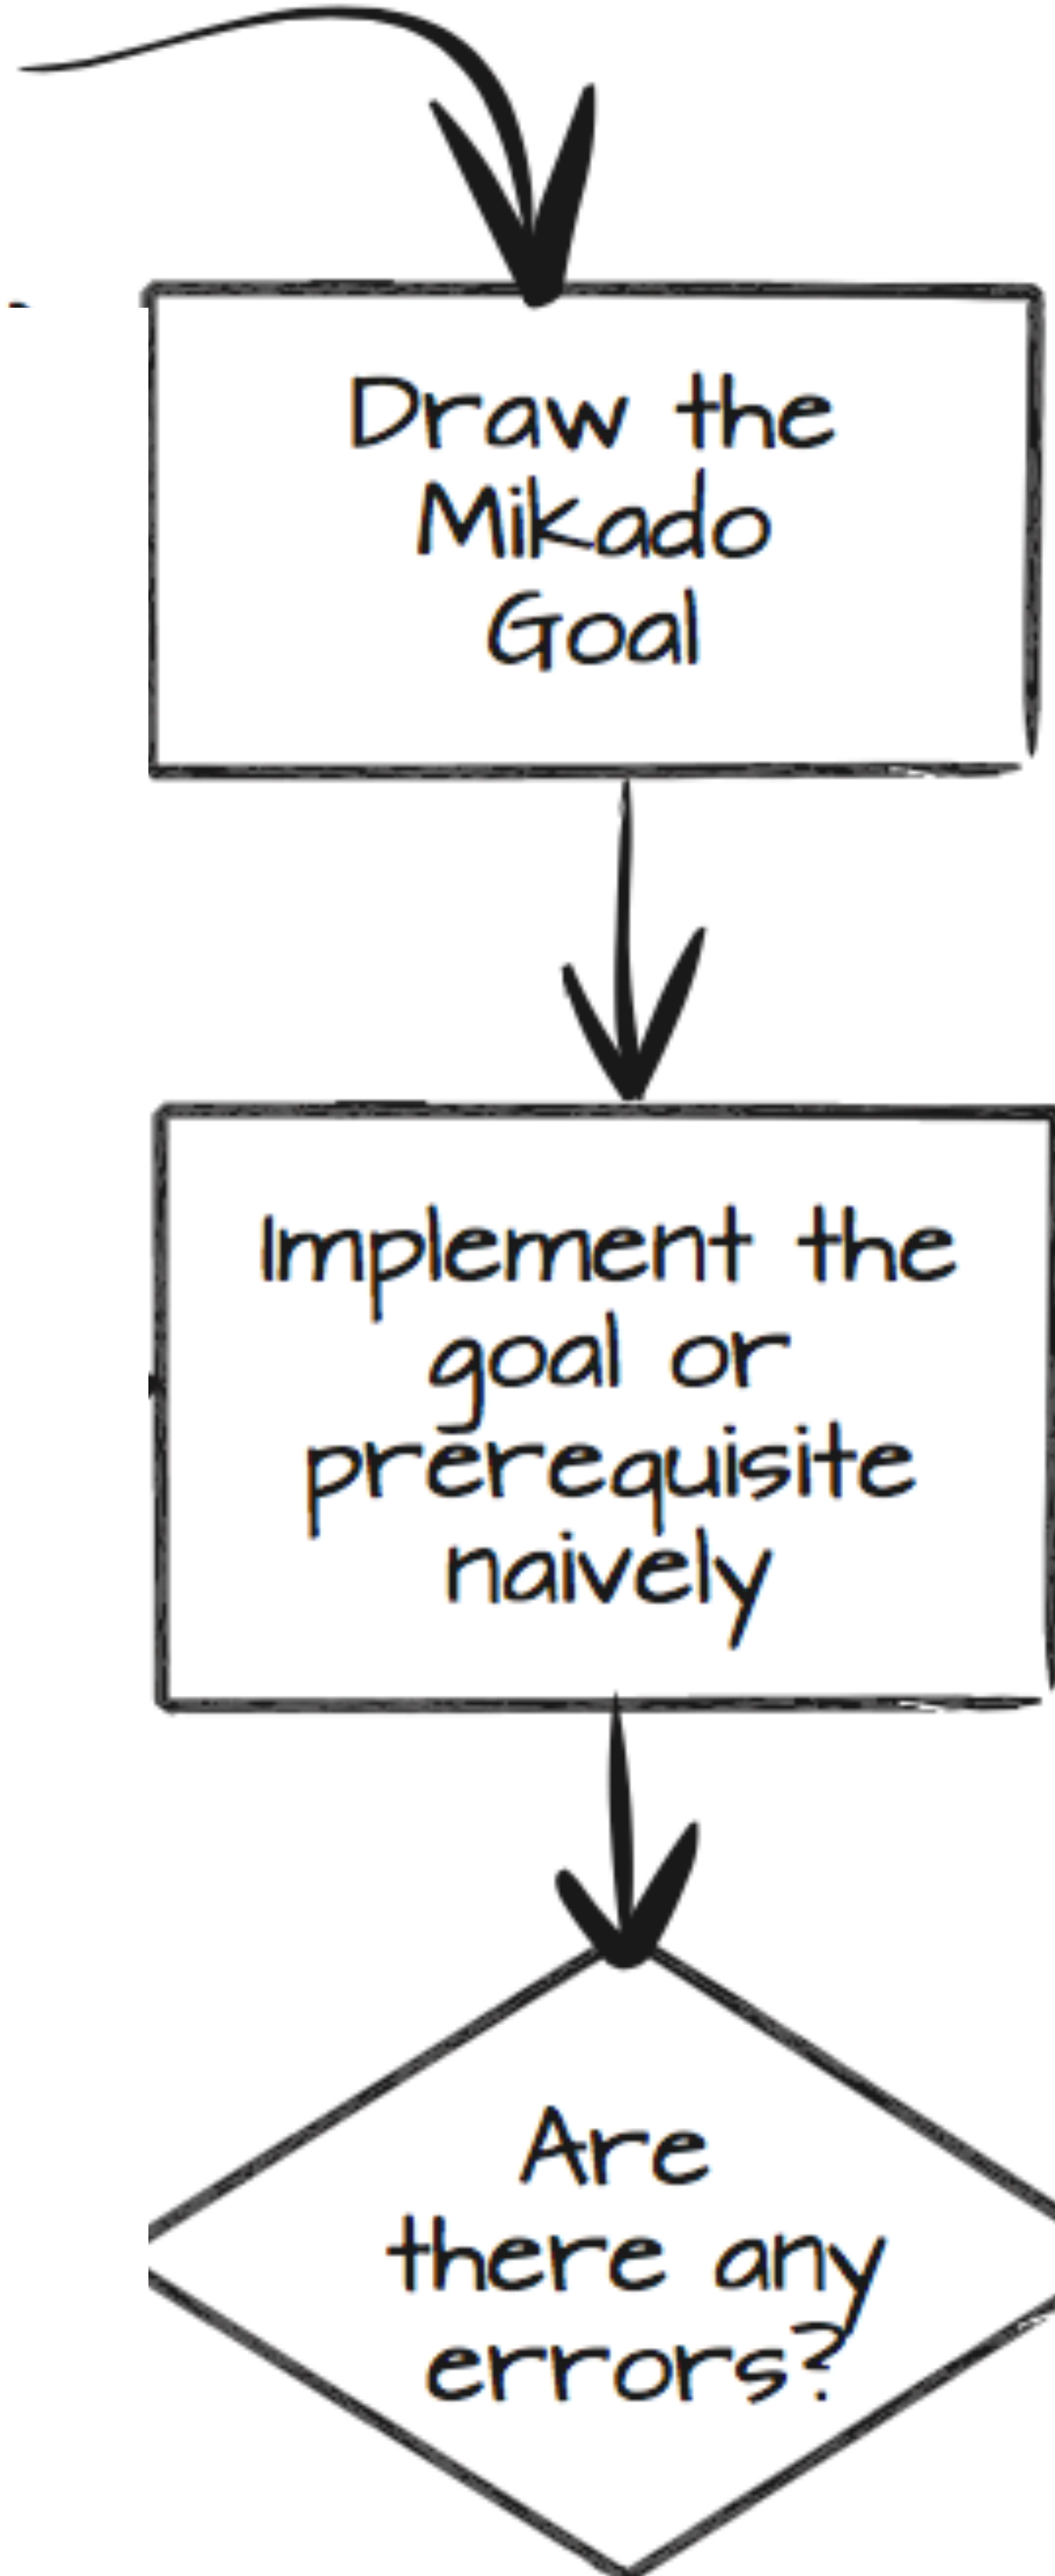 Draw the
Mikado
Goal
Implement the
goal or
prerequisite
naively
Are
there any
errors?